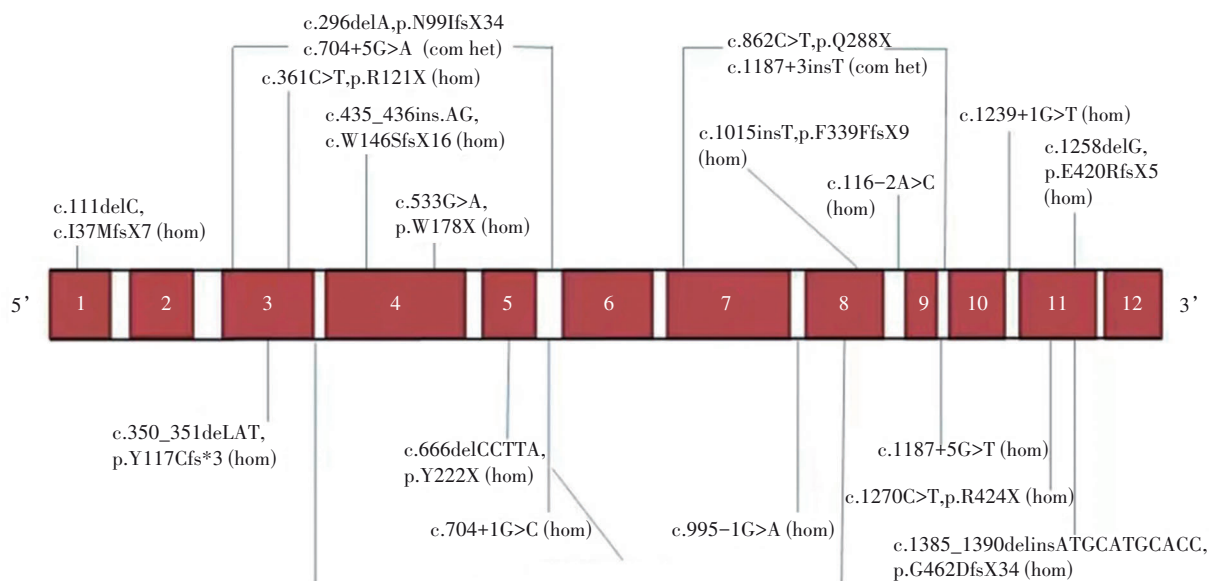 c.296delA,p.N99IfsX34
c.704+5G>A (com het)
c.361C>T,p.R121X (hom)
c.435_436ins.AG,
c.W146SfsX16 (hom)
c.111delC,
c.I37MfsX7 (hom)
c.533G>A,
p.W178X (hom)
c.862C>T,p.Q288X
c.1187+3insT (com het)
c.1015insT,p.F339FfsX9
(hom)
c.116-2A>C
(hom)
c.1239+1G>T (hom)
c.1258delG,
p.E420RfsX5
(hom)
5' 1 2 3 4 5 6 7 8 9 10 11 12 3'
c.350_351deLAT,
p.Y117Cfs*3 (hom)
c.666delCCTTA,
p.Y222X (hom)
c.704+1G>C (hom)
c.995-1G>A (hom)
c.1187+5G>T (hom)
c.1270C>T,p.R424X (hom)
c.1385_1390delinsATGCATGCACC,
p.G462DfsX34 (hom)